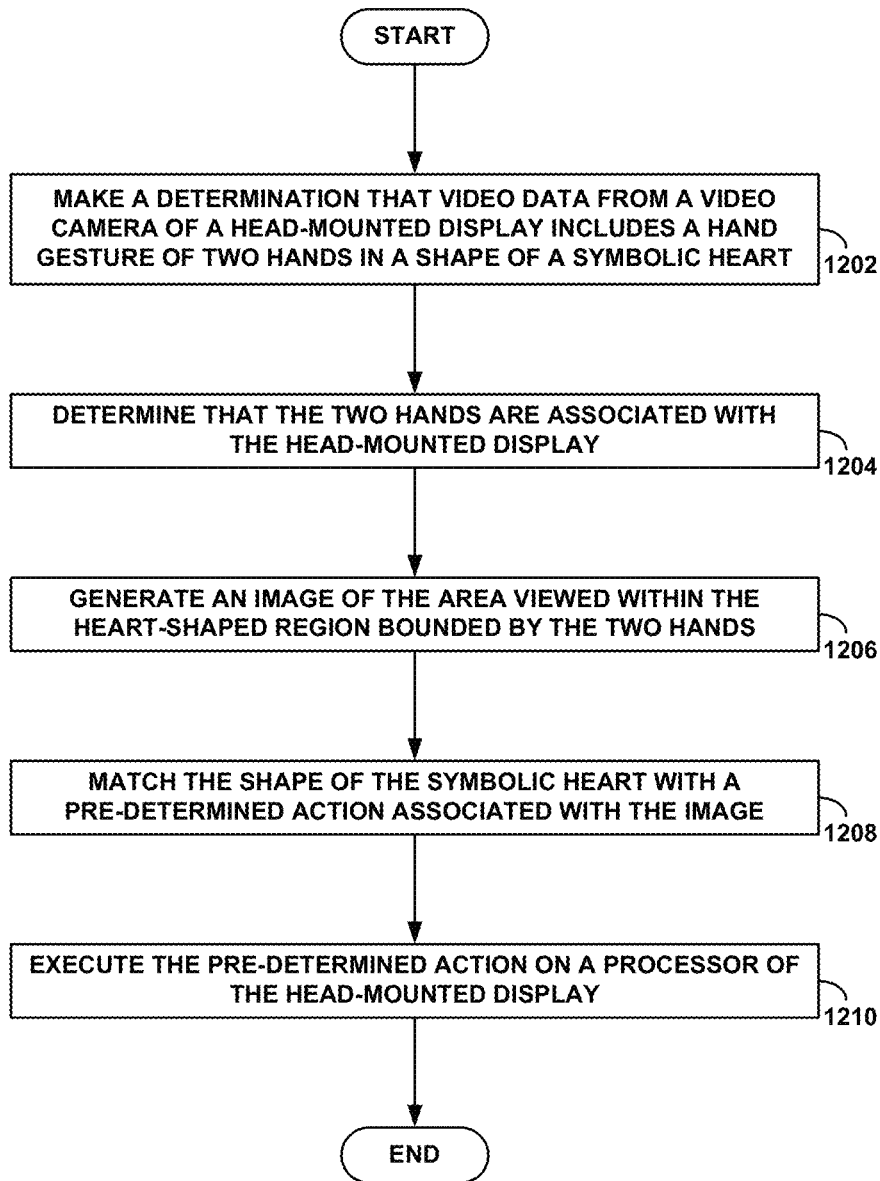 START
MAKE A DETERMINATION THAT VIDEO DATA FROM A VIDEO
CAMERA OF A HEAD-MOUNTED DISPLAY INCLUDES A HAND
GESTURE OF TWO HANDS IN A SHAPE OF A SYMBOLIC HEART
1202
DETERMINE THAT THE TWO HANDS ARE ASSOCIATED WITH
THE HEAD-MOUNTED DISPLAY
1204
GENERATE AN IMAGE OF THE AREA VIEWED WITHIN THE
HEART-SHAPED REGION BOUNDED BY THE TWO HANDS
1206
MATCH THE SHAPE OF THE SYMBOLIC HEART WITH A
PRE-DETERMINED ACTION ASSOCIATED WITH THE IMAGE
1208
EXECUTE THE PRE-DETERMINED ACTION ON A PROCESSOR OF
THE HEAD-MOUNTED DISPLAY
1210
END